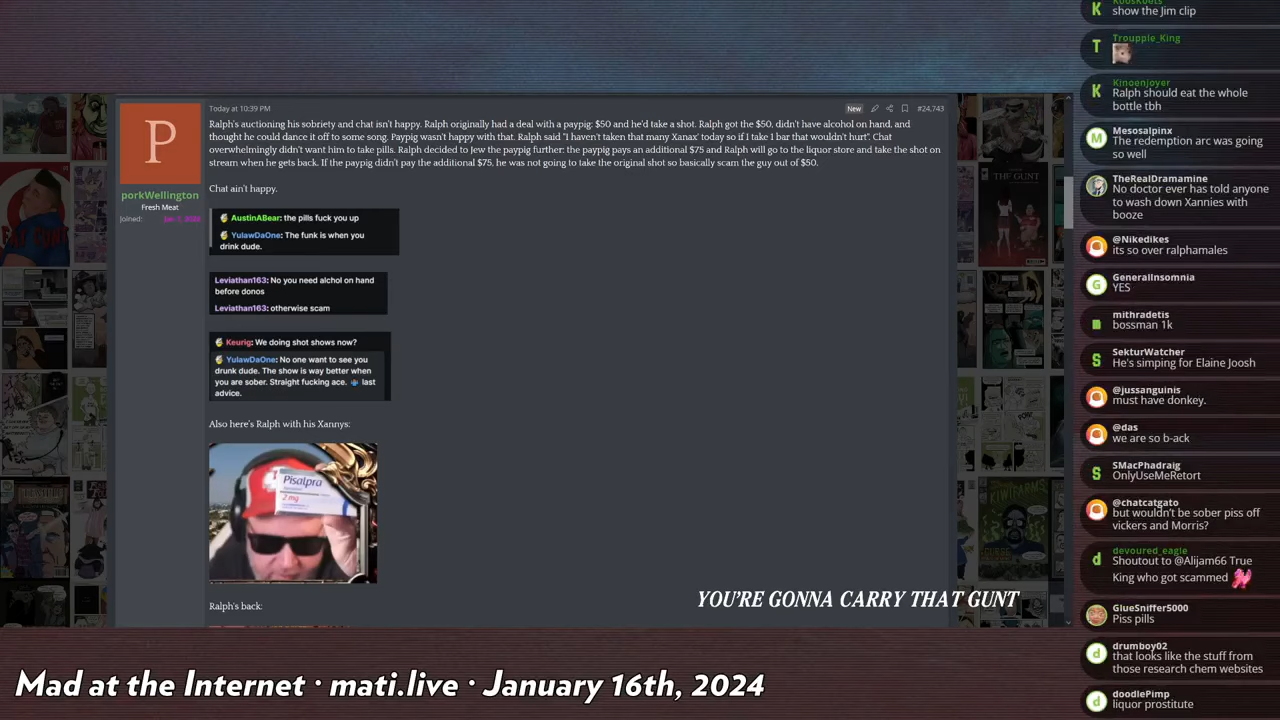 Today at 10:39 PM
New
#24,743
P
porkWellington
Fresh Meat
Joined:
Ralph's auctioning his sobriety and chat isn't happy. Ralph originally had a deal with a paypig: $50 and he'd take a shot. Ralph got the $50, didn't have alcohol on hand, and
thought he could dance it off to some song. Paypig wasn't happy with that. Ralph said "I haven't taken that many Xanax' today so if I take 1 bar that wouldn't hurt". Chat
overwhelmingly didn't want him to take pills. Ralph decided to Jew the paypig further: the paypig pays an additional $75 and Ralph will go to the liquor store and take the shot on
stream when he gets back. If the paypig didn't pay the additional $75, he was not going to take the original shot so basically scam the guy out of $50.
Chat ain't happy.
AustinABear: the pills fuck you up
YulawDaOne: The funk is when you
drink dude.
Leviathan163: No you need alchol on hand
before donos
Leviathan163: otherwise scam
Keurig: We doing shot shows now?
YulawDaOne: No one want to see you
drunk dude. The show is way better when
you are sober. Straight fucking ace. last
advice.
Also here's Ralph with his Xannys:
Pisalpra
2 mg
Ralph's back:
YOU'RE GONNA CARRY THAT GUNT
THE GUNT
Mad at the Internet · mati.live · January 16th, 2024
K
show the Jim clip
T
Troupple_King
K
Kinoenjoyer
Ralph should eat the whole
bottle tbh
M
Mesosalpinx
The redemption arc was going
so well
TheRealDramamine
No doctor ever has told anyone
to wash down Xannies with
booze
@Nikedikes
its so over ralphamales
G
GeneralInsomnia
YES
mithradetis
bossman 1k
S
SekturWatcher
He's simping for Elaine Joosh
@jussanguinis
must have donkey.
@das
we are so b-ack
S
SMacPhadraig
OnlyUseMeRetort
@chatcatgato
but wouldn't be sober piss off
vickers and Morris?
d
devoured_eagle
Shoutout to @Alijam66 True
King who got scammed
GlueSniffer5000
Piss pills
d
drumboy02
that looks like the stuff from
those research chem websites
d
doodlePimp
liquor prostitute